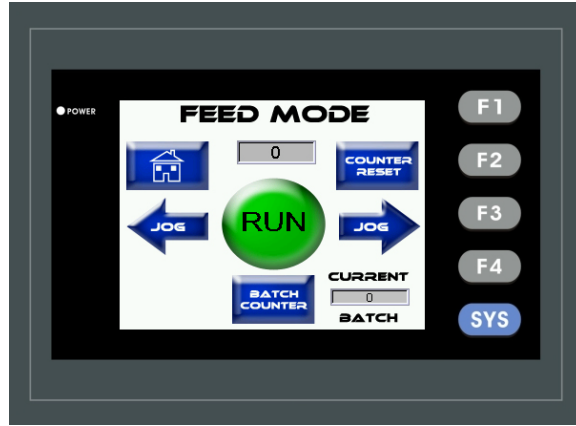 POWER
FEED MODE
0
COUNTER
RESET
JOG
RUN
JOG
BATCH
COUNTER
CURRENT
0
BATCH
F1
F2
F3
F4
SYS